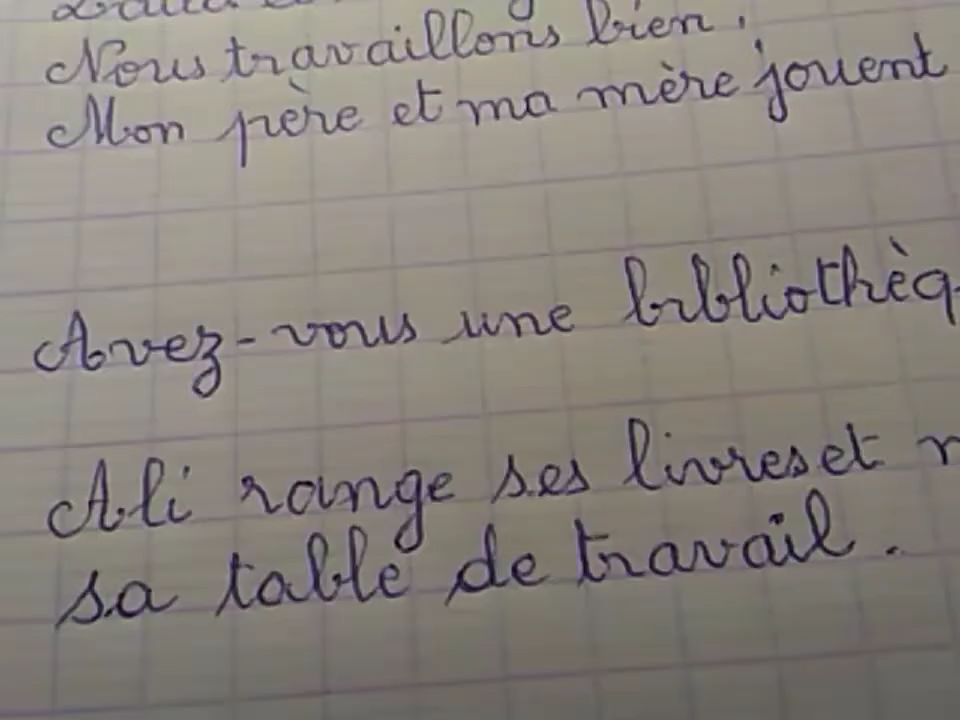 Nous travaillons bien.
Mon père et ma mère jouent
Avez-vous une bibliothèq
Ali range ses livres et
sa table de travail.